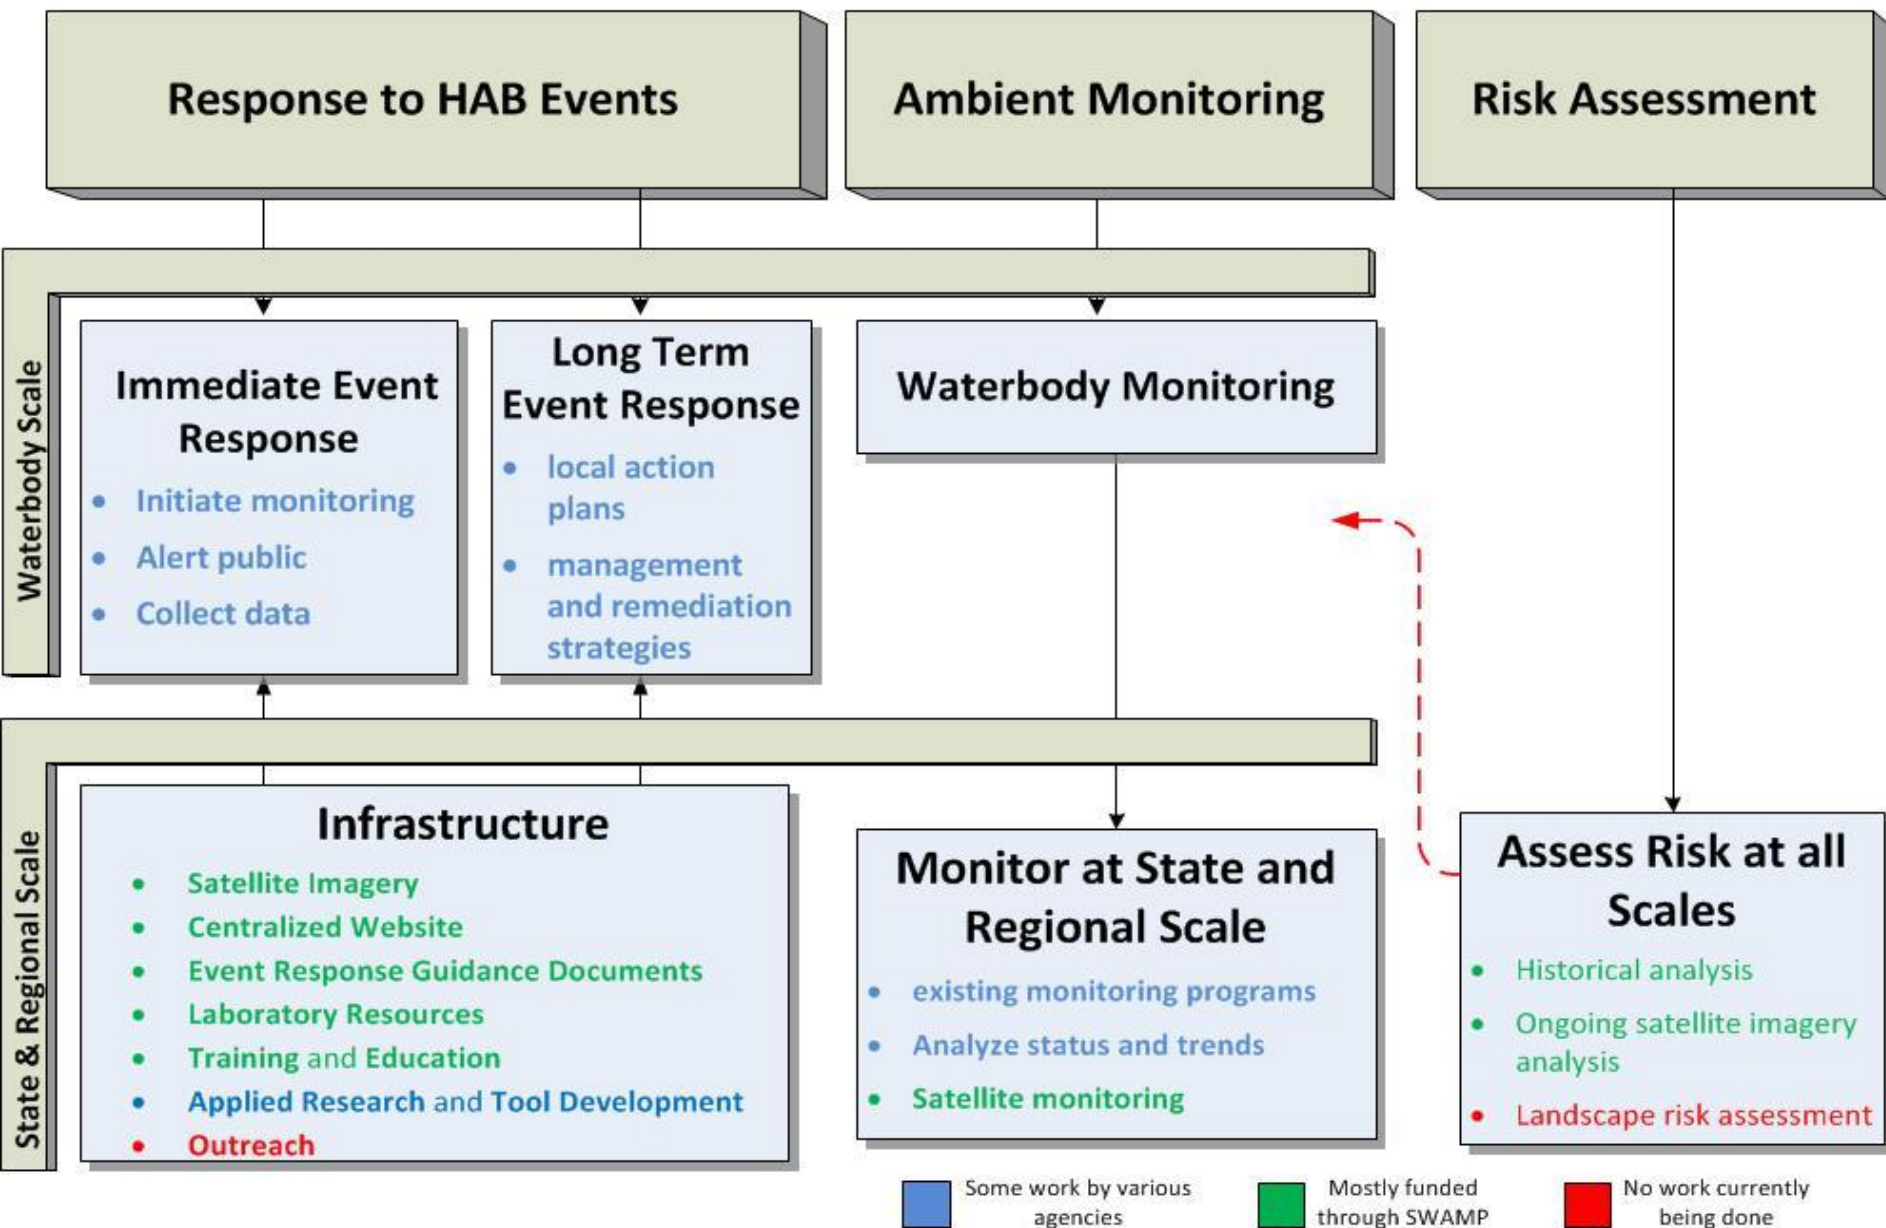 Response to HAB Events
Ambient Monitoring
Risk Assessment
Waterbody Scale
Immediate Event
Response
• Initiate monitoring
• Alert public
• Collect data
Long Term
Event Response
• local action
plans
• management
and remediation
strategies
Waterbody Monitoring
State & Regional Scale
Infrastructure
• Satellite Imagery
• Centralized Website
• Event Response Guidance Documents
• Laboratory Resources
• Training and Education
• Applied Research and Tool Development
• Outreach
Monitor at State and
Regional Scale
• existing monitoring programs
• Analyze status and trends
• Satellite monitoring
Assess Risk at all
Scales
• Historical analysis
• Ongoing satellite imagery
analysis
• Landscape risk assessment
Some work by various
agencies
Mostly funded
through SWAMP
No work currently
being done